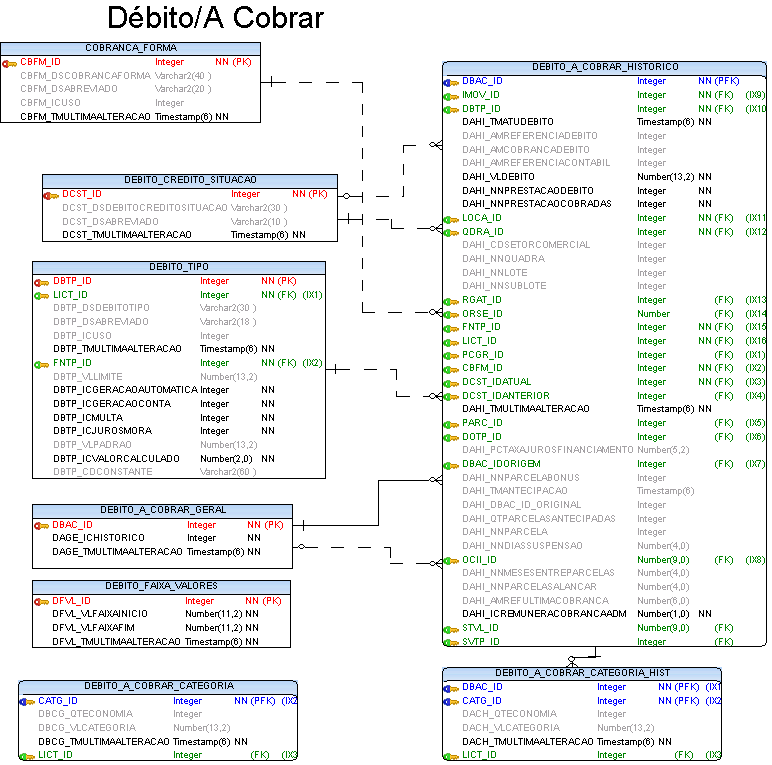 Débito/A Cobrar
COBRANCA_FORMA
CBFM_ID Integer NN (PK)
CBFM_DSCOBRANCAFORMA Varchar2(40 )
CBFM_DSABREVIADO Varchar2(20 )
CBFM_ICUSO Integer
CBFM_TMULTIMAALTERACAO Timestamp(6) NN
DEBITO_CREDITO_SITUACAO
DCST_ID Integer NN (PK)
DCST_DSDEBITOCREDITOSITUACAO Varchar2(30 )
DCST_DSABREVIADO Varchar2(10 )
DCST_TMULTIMAALTERACAO Timestamp(6) NN
DEBITO_TIPO
DBTP_ID Integer NN (PK)
LICT_ID Integer NN (FK) (IX1)
DBTP_DSDEBITOTIPO Varchar2(30 )
DBTP_DSABREVIADO Varchar2(18 )
DBTP_ICUSO Integer
DBTP_TMULTIMAALTERACAO Timestamp(6) NN
FNTP_ID Integer NN (FK) (IX2)
DBTP_VLLIMITE Number(13,2)
DBTP_ICGERACAOAUTOMATICA Integer NN
DBTP_ICGERACAOCONTA Integer NN
DBTP_ICMULTA Integer NN
DBTP_ICJUROSMORA Integer NN
DBTP_VLPADRAO Number(13,2)
DBTP_ICVALORCALCULADO Number(2,0) NN
DBTP_CDCONSTANTE Varchar2(60 )
DEBITO_A_COBRAR_GERAL
DBAC_ID Integer NN (PK)
DAGE_ICHISTORICO Integer NN
DAGE_TMULTIMAALTERACAO Timestamp(6) NN
DEBITO_FAIXA_VALORES
DFVL_ID Integer NN (PK)
DFVL_VLFAIXAINICIO Number(11,2) NN
DFVL_VLFAIXAFIM Number(11,2) NN
DFVL_TMULTIMAALTERACAO Timestamp(6) NN
DEBITO_A_COBRAR_CATEGORIA
CATG_ID Integer NN (PFK) (IX2
DBCG_QTECONOMIA Integer
DBCG_VLCATEGORIA Number(13,2)
DBCG_TMULTIMAALTERACAO Timestamp(6) NN
LICT_ID Integer (FK) (IX3
DEBITO_A_COBRAR_HISTORICO
DBAC_ID Integer NN (PFK)
IMOV_ID Integer NN (FK) (IX9)
DBTP_ID Integer NN (FK) (IX10
DAHI_TMATUDEBITO Timestamp(6) NN
DAHI_AMREFERENCIADEBITO Integer
DAHI_AMCOBRANCADEBITO Integer
DAHI_AMREFERENCIACONTABIL Integer
DAHI_VLDEBITO Number(13,2) NN
DAHI_NNPRESTACAODEBITO Integer NN
DAHI_NNPRESTACAOCOBRADAS Integer NN
LOCA_ID Integer NN (FK) (IX11
QDRA_ID Integer NN (FK) (IX12
DAHI_CDSETORCOMERCIAL Integer
DAHI_NNQUADRA Integer
DAHI_NNLOTE Integer
DAHI_NNSUBLOTE Integer
RGAT_ID Integer (FK) (IX13
ORSE_ID Number (FK) (IX14
FNTP_ID Integer NN (FK) (IX15
LICT_ID Integer NN (FK) (IX16
PCGR_ID Integer (FK) (IX1)
CBFM_ID Integer NN (FK) (IX2)
DCST_IDATUAL Integer NN (FK) (IX3)
DCST_IDANTERIOR Integer (FK) (IX4)
DAHI_TMULTIMAALTERACAO Timestamp(6) NN
PARC_ID Integer (FK) (IX5)
DOTP_ID Integer (FK) (IX6)
DAHI_PCTAXAJUROSFINANCIAMENTO Number(5,2)
DBAC_IDORIGEM Integer (FK) (IX7)
DAHI_NNPARCELABONUS Integer
DAHI_TMANTECIPACAO Timestamp(6)
DAHI_DBAC_ID_ORIGINAL Integer
DAHI_QTPARCELASANTECIPADAS Integer
DAHI_NNPARCELA Integer
DAHI_NNDIASSUSPENSAO Number(4,0)
OCII_ID Number(9,0) (FK) (IX8)
DAHI_NNMESESENTREPARCELAS Number(4,0)
DAHI_NNPARCELASALANCAR Number(4,0)
DAHI_AMREFULTIMACOBRANCA Number(6,0)
DAHI_ICREMUNERACOBRANCAADM Number(1,0) NN
STVL_ID Number(9,0) (FK)
SVTP_ID Integer (FK)
DEBITO_A_COBRAR_CATEGORIA_HIST
DBAC_ID Integer NN (PFK) (IX1
CATG_ID Integer NN (PFK) (IX2
DACH_QTECONOMIA Integer
DACH_VLCATEGORIA Number(13,2)
DACH_TMULTIMAALTERACAO Timestamp(6) NN
LICT_ID Integer (FK) (IX3